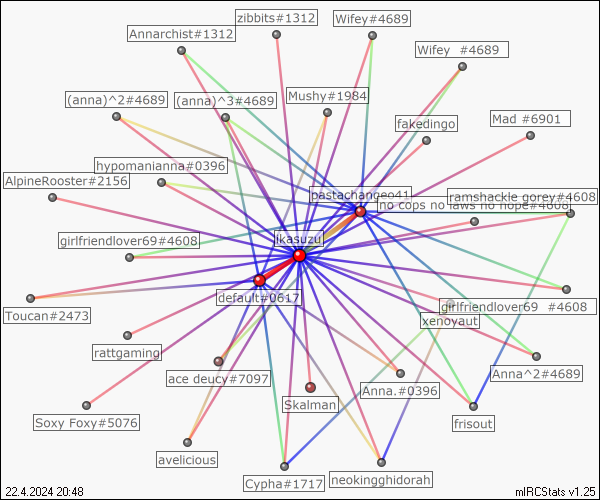 zibbits#1312
Wifey#4689
Annarchist#1312
Wifey #4689
Mushy#1984
(anna)^2#4689
(anna)^3#4689
Mad #6901
fakedingo
hypomanianna#0396
AlpineRooster#2156
pastachangeo41
ramshackle gorey#4608
no cops no laws no hope#4608
girlfriendlover69#4608
ikasuzu
default#0617
girlfriendlover69 #4608
Toucan#2473
xenoyaut
rattgaming
ace deucy#7097
Anna^2#4689
Anna.#0396
Skalman
Soxy Foxy#5076
frisout
avelicious
Cypha#1717
neokingghidorah
22.4.2024 20:48
mIRCStats v1.25